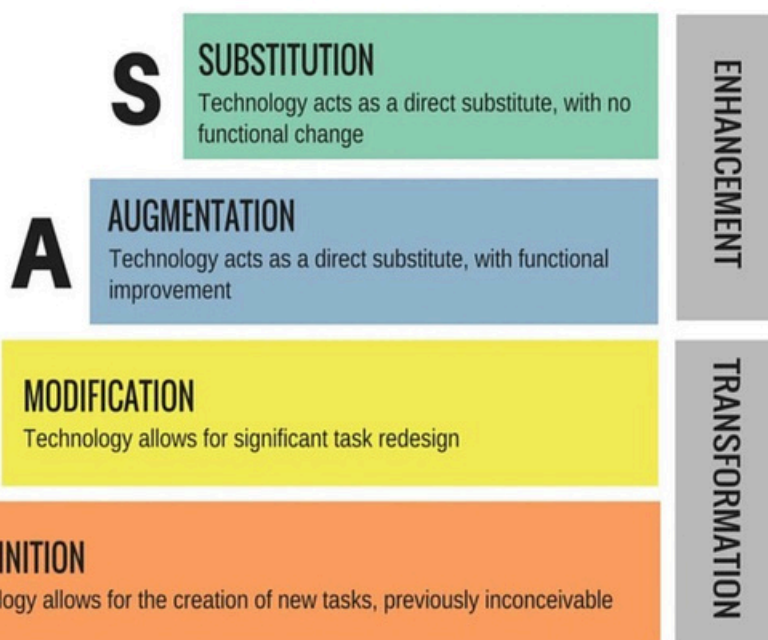 S
SUBSTITUTION
Technology acts as a direct substitute, with no
functional change
A
AUGMENTATION
Technology acts as a direct substitute, with functional
improvement
ENHANCEMENT
MODIFICATION
Technology allows for significant task redesign
INITION
logy allows for the creation of new tasks, previously inconceivable
TRANSFORMATION